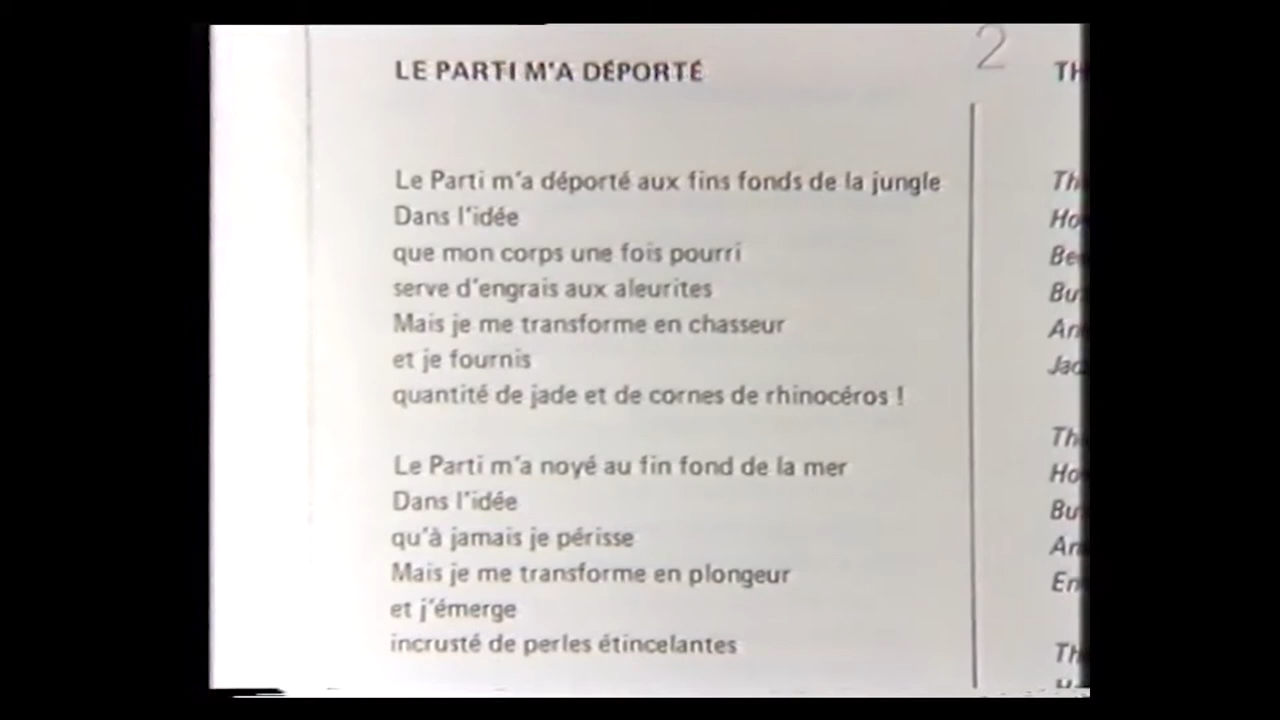 2
LE PARTI M'A DÉPORTÉ
Le Parti m'a déporté aux fins fonds de la jungle
Dans l'idée
que mon corps une fois pourri
serve d'engrais aux aleurites
Mais je me transforme en chasseur
et je fournis
quantité de jade et de cornes de rhinocéros !
Le Parti m'a noyé au fin fond de la mer
Dans l'idée
qu'à jamais je périsse
Mais je me transforme en plongeur
et j'émerge
incrusté de perles étincelantes